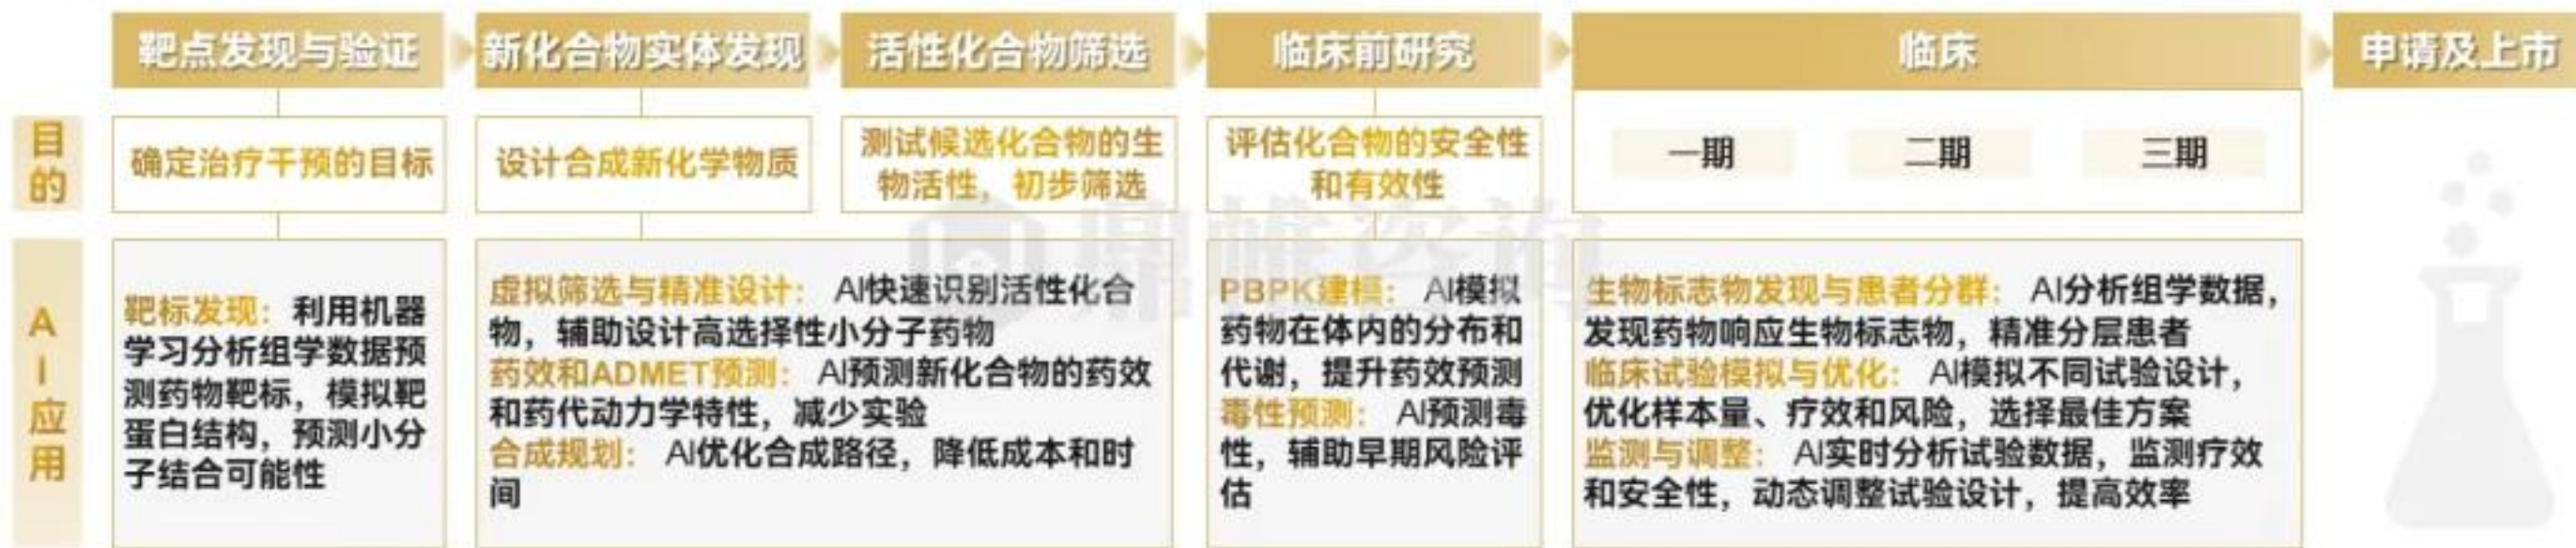 靶点发现与验证
新化合物实体发现
活性化合物筛选
临床前研究
临床
申请及上市
目的
确定治疗干预的目标
设计合成新化学物质
测试候选化合物的生
物活性，初步筛选
评估化合物的安全性
和有效性
一期
二期
三期
AI应用
靶标发现：利用机器
学习分析组学数据预
测药物靶标，模拟靶
蛋白结构，预测小分
子结合可能性
虚拟筛选与精准设计：AI快速识别活性化合
物，辅助设计高选择性小分子药物
药效和ADMET预测：AI预测新化合物的药效
和药代动力学特性，减少实验
合成规划：AI优化合成路径，降低成本和时
间
PBPK建模：AI模拟
药物在体内的分布和
代谢，提升药效预测
毒性预测：AI预测毒
性，辅助早期风险评
估
生物标志物发现与患者分群：AI分析组学数据，
发现药物响应生物标志物，精准分层患者
临床试验模拟与优化：AI模拟不同试验设计，
优化样本量、疗效和风险，选择最佳方案
监测与调整：AI实时分析试验数据，监测疗效
和安全性，动态调整试验设计，提高效率